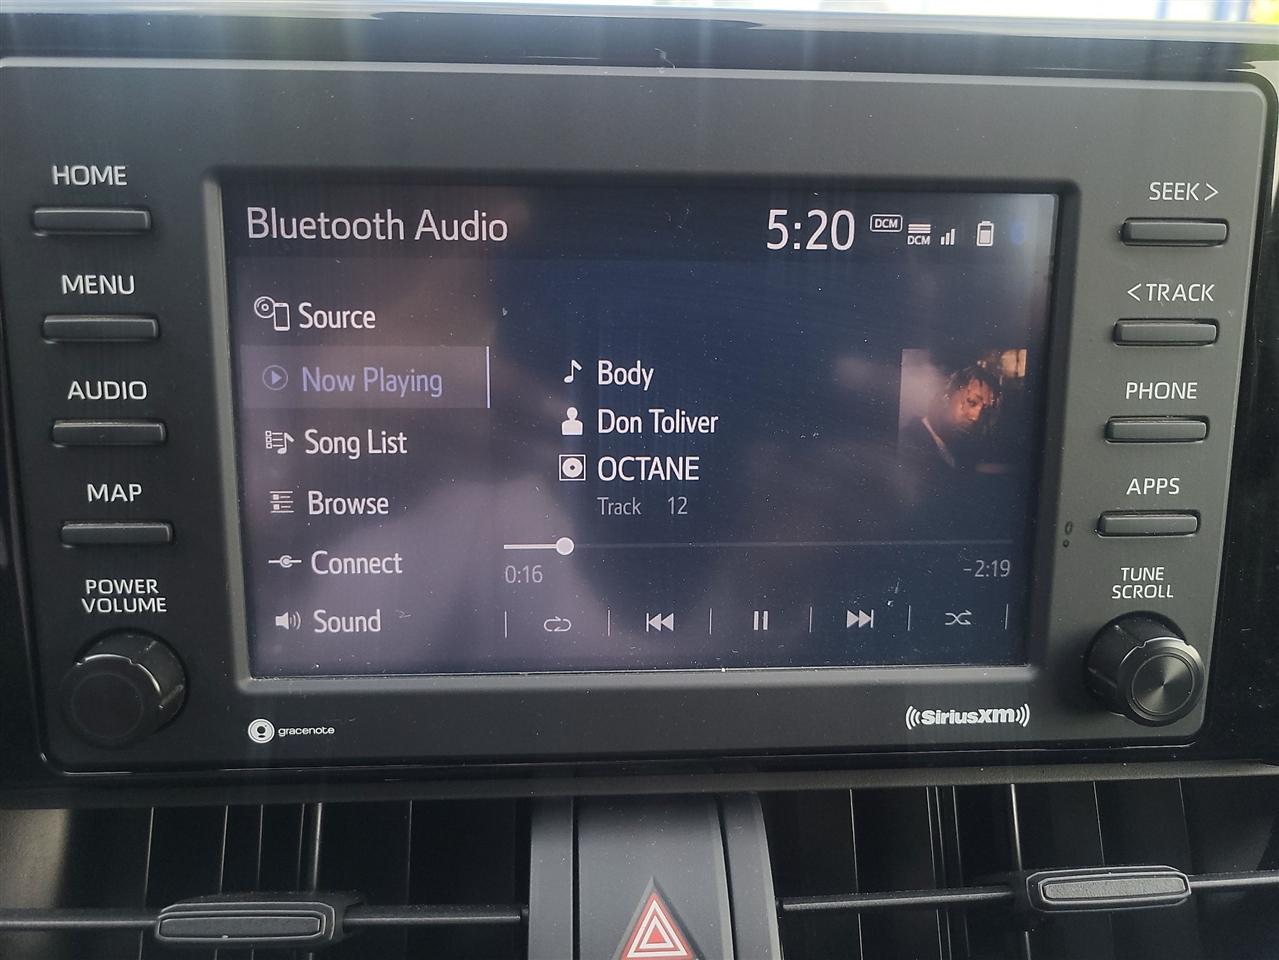 HOME
MENU
AUDIO
MAP
POWER
VOLUME
Bluetooth Audio
5:20
DCM
DCM
Source
Now Playing
Song List
Browse
Connect
Sound
Body
Don Toliver
OCTANE
Track 12
0:16
-2:19
SEEK >
< TRACK
PHONE
APPS
TUNE
SCROLL
gracenote
((SiriusXM))